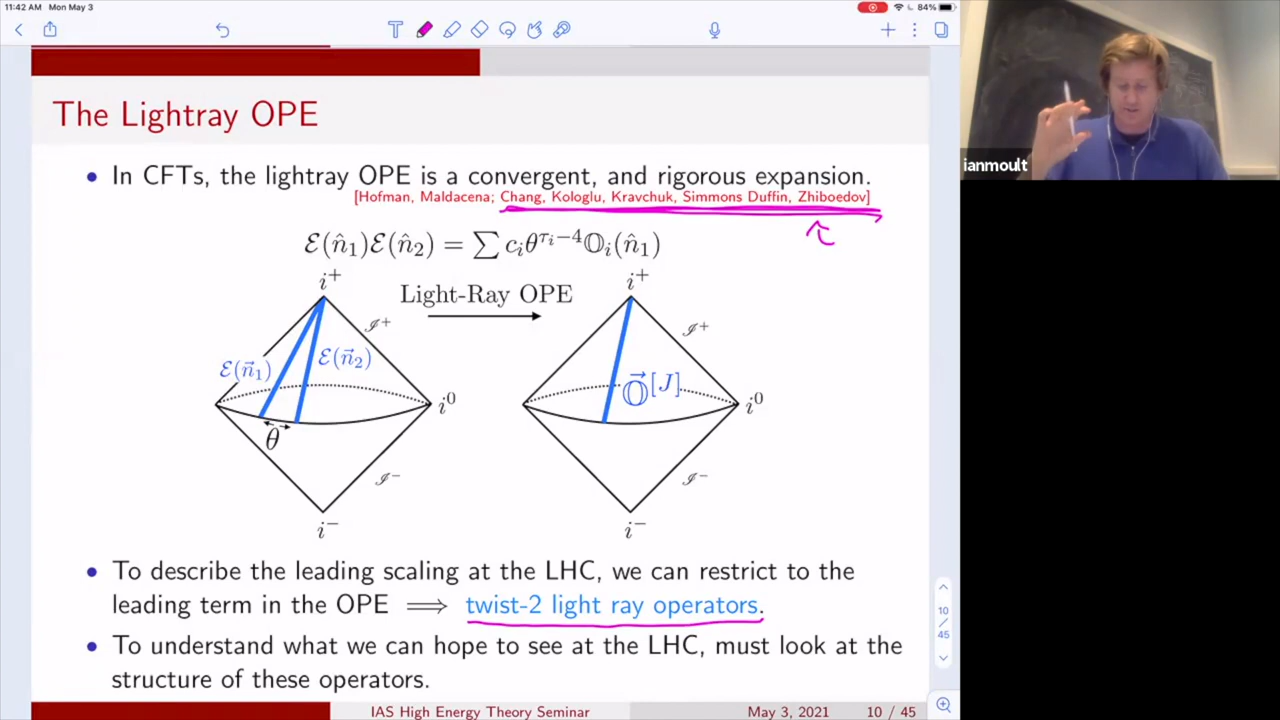 11:42 AM Mon May 3
84%
The Lightray OPE
• In CFTs, the lightray OPE is a convergent, and rigorous expansion.
[Hofman, Maldacena; Chang, Kologlu, Kravchuk, Simmons Duffin, Zhiboedov]
ℰ(n̂₁)ℰ(n̂₂) = ∑ cᵢθ^{τᵢ−4}𝕆ᵢ(n̂₁)
i⁺
Light-Ray OPE
i⁺
ℐ⁺
ℐ⁺
ℰ(n⃗₁)
ℰ(n⃗₂)
𝕆⃗^{[J]}
i⁰
i⁰
θ
ℐ⁻
ℐ⁻
i⁻
i⁻
• To describe the leading scaling at the LHC, we can restrict to the
leading term in the OPE ⟹ twist-2 light ray operators.
• To understand what we can hope to see at the LHC, must look at the
structure of these operators.
IAS High Energy Theory Seminar
May 3, 2021
10 / 45
10
/
45
ianmoult